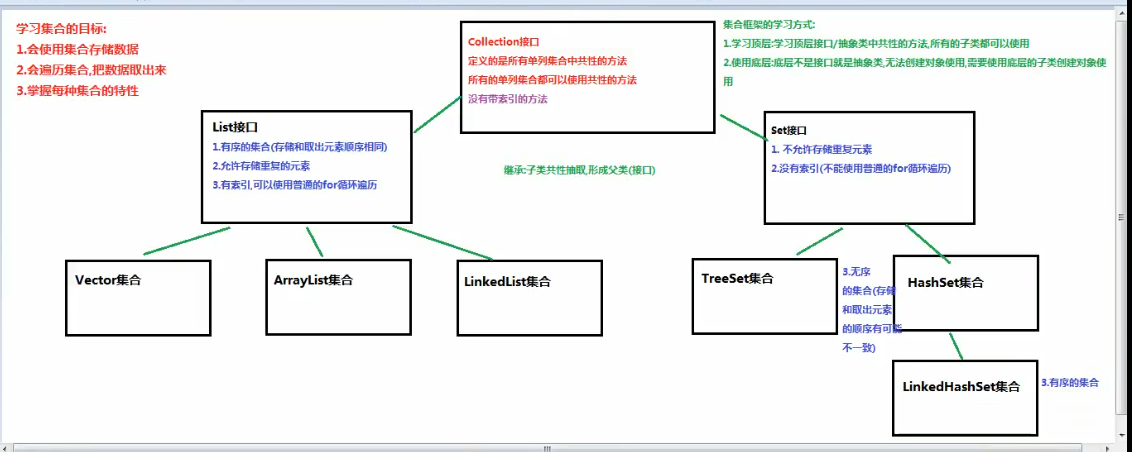 学习集合的目标:
1.会使用集合存储数据
2.会遍历集合,把数据取出来
3.掌握每种集合的特性
Collection接口
定义的是所有单列集合中共性的方法
所有的单列集合都可以使用共性的方法
没有带索引的方法
集合框架的学习方式:
1.学习顶层:学习顶层接口/抽象类中共性的方法,所有的子类都可以使用
2.使用底层:底层不是接口就是抽象类,无法创建对象使用,需要使用底层的子类创建对象使
用
List接口
1.有序的集合(存储和取出元素顺序相同)
2.允许存储重复的元素
3.有索引,可以使用普通的for循环遍历
继承:子类共性抽取,形成父类(接口)
Set接口
1. 不允许存储重复元素
2.没有索引(不能使用普通的for循环遍历)
Vector集合
ArrayList集合
LinkedList集合
TreeSet集合
3.无序
的集合(存储
和取出元素
的顺序有可能
不一致)
HashSet集合
LinkedHashSet集合
3.有序的集合